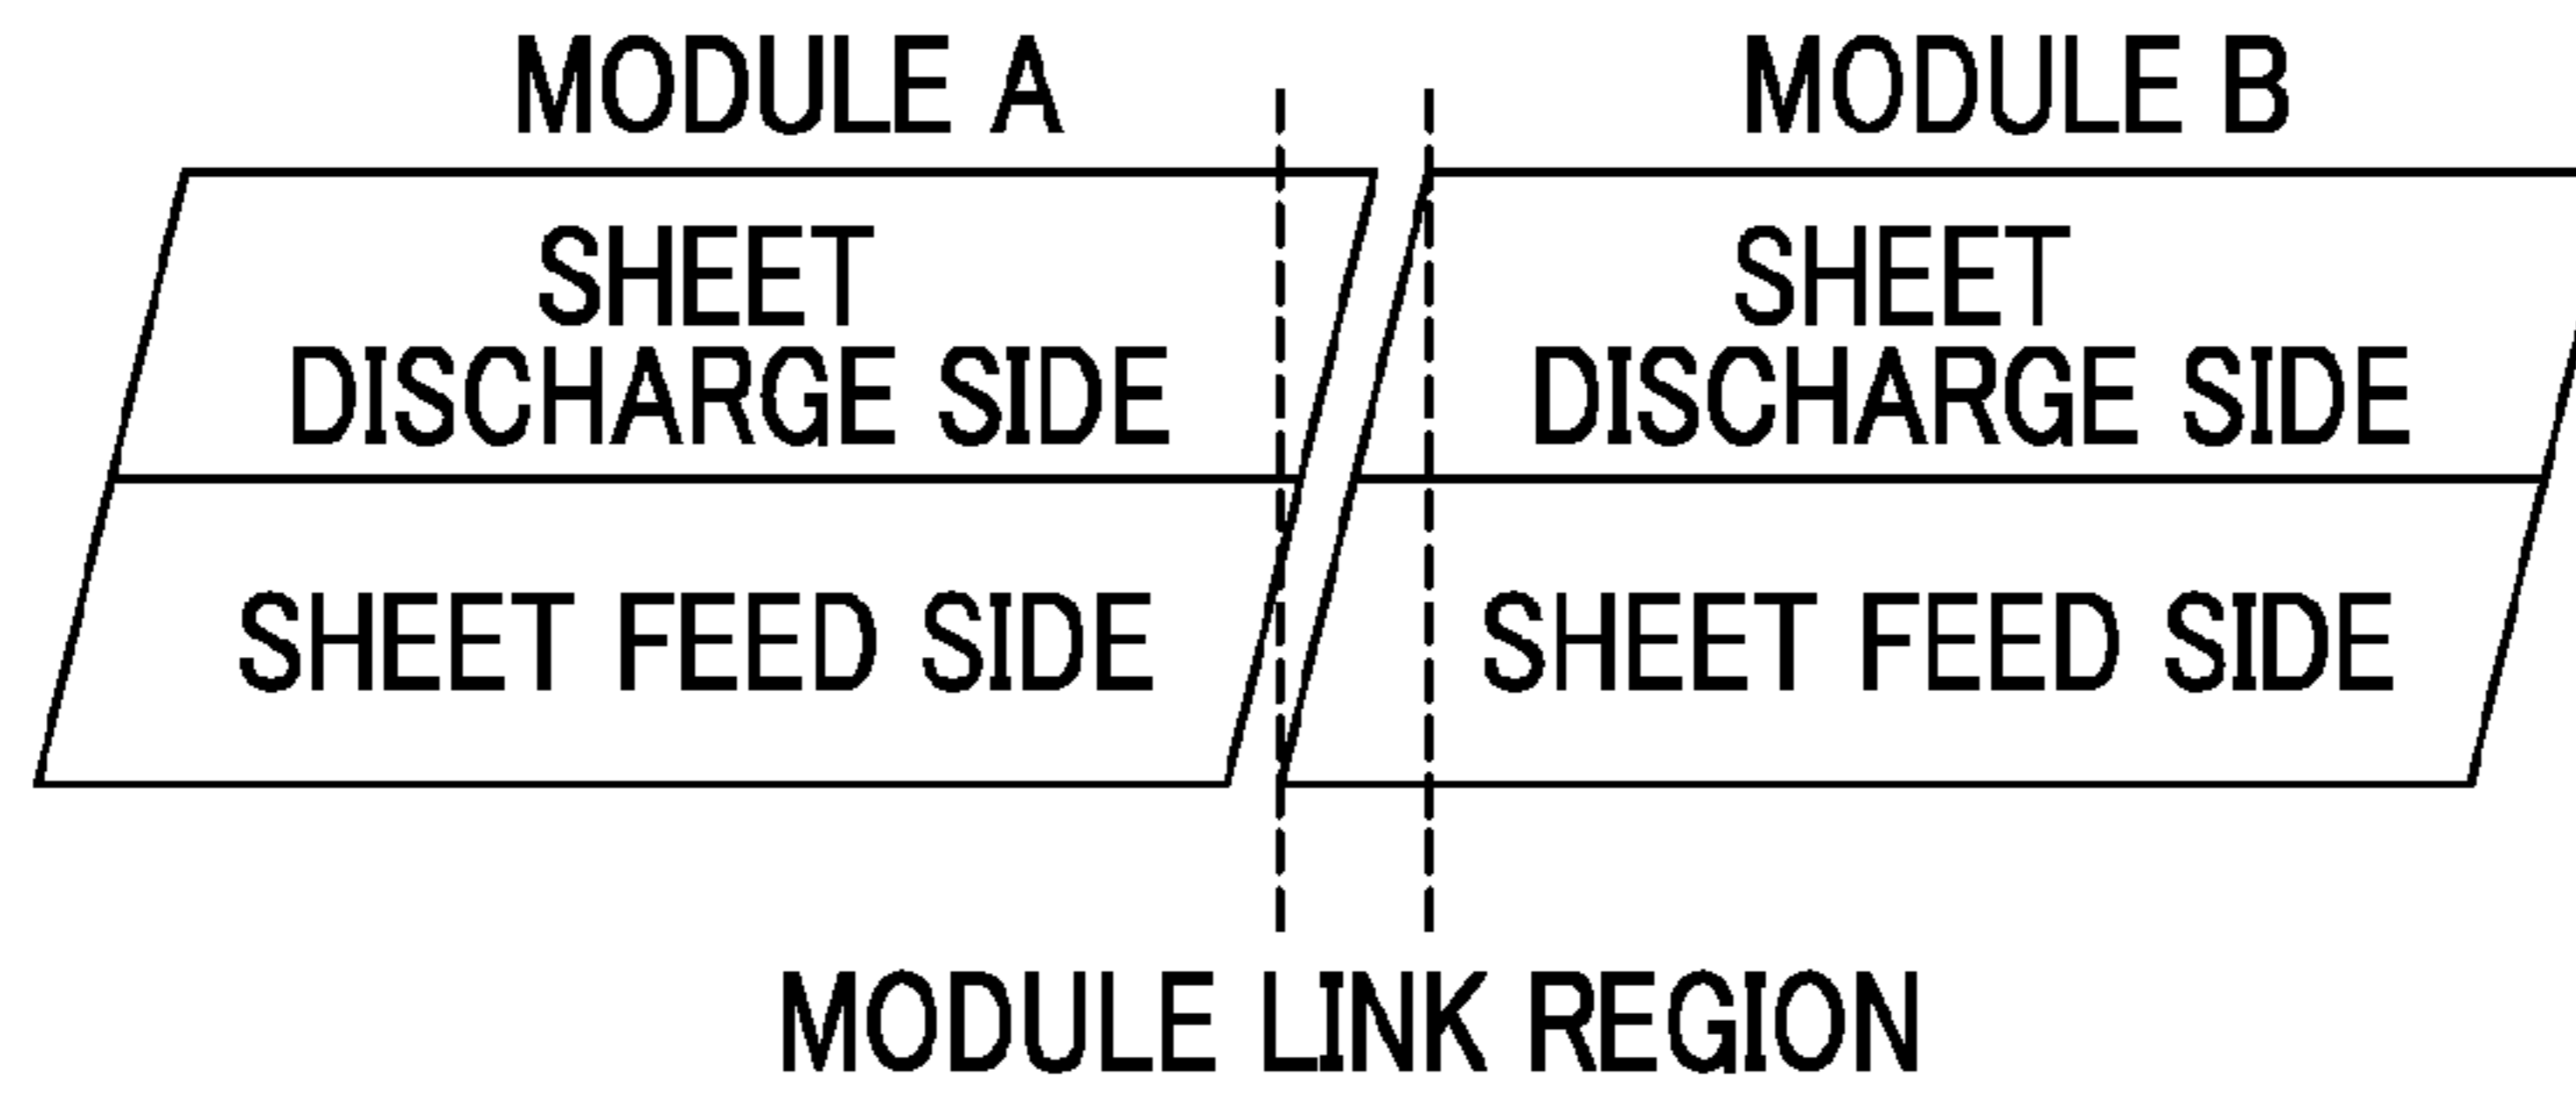 MODULE A
MODULE B
SHEET
DISCHARGE SIDE
SHEET
DISCHARGE SIDE
SHEET FEED SIDE
SHEET FEED SIDE
MODULE LINK REGION